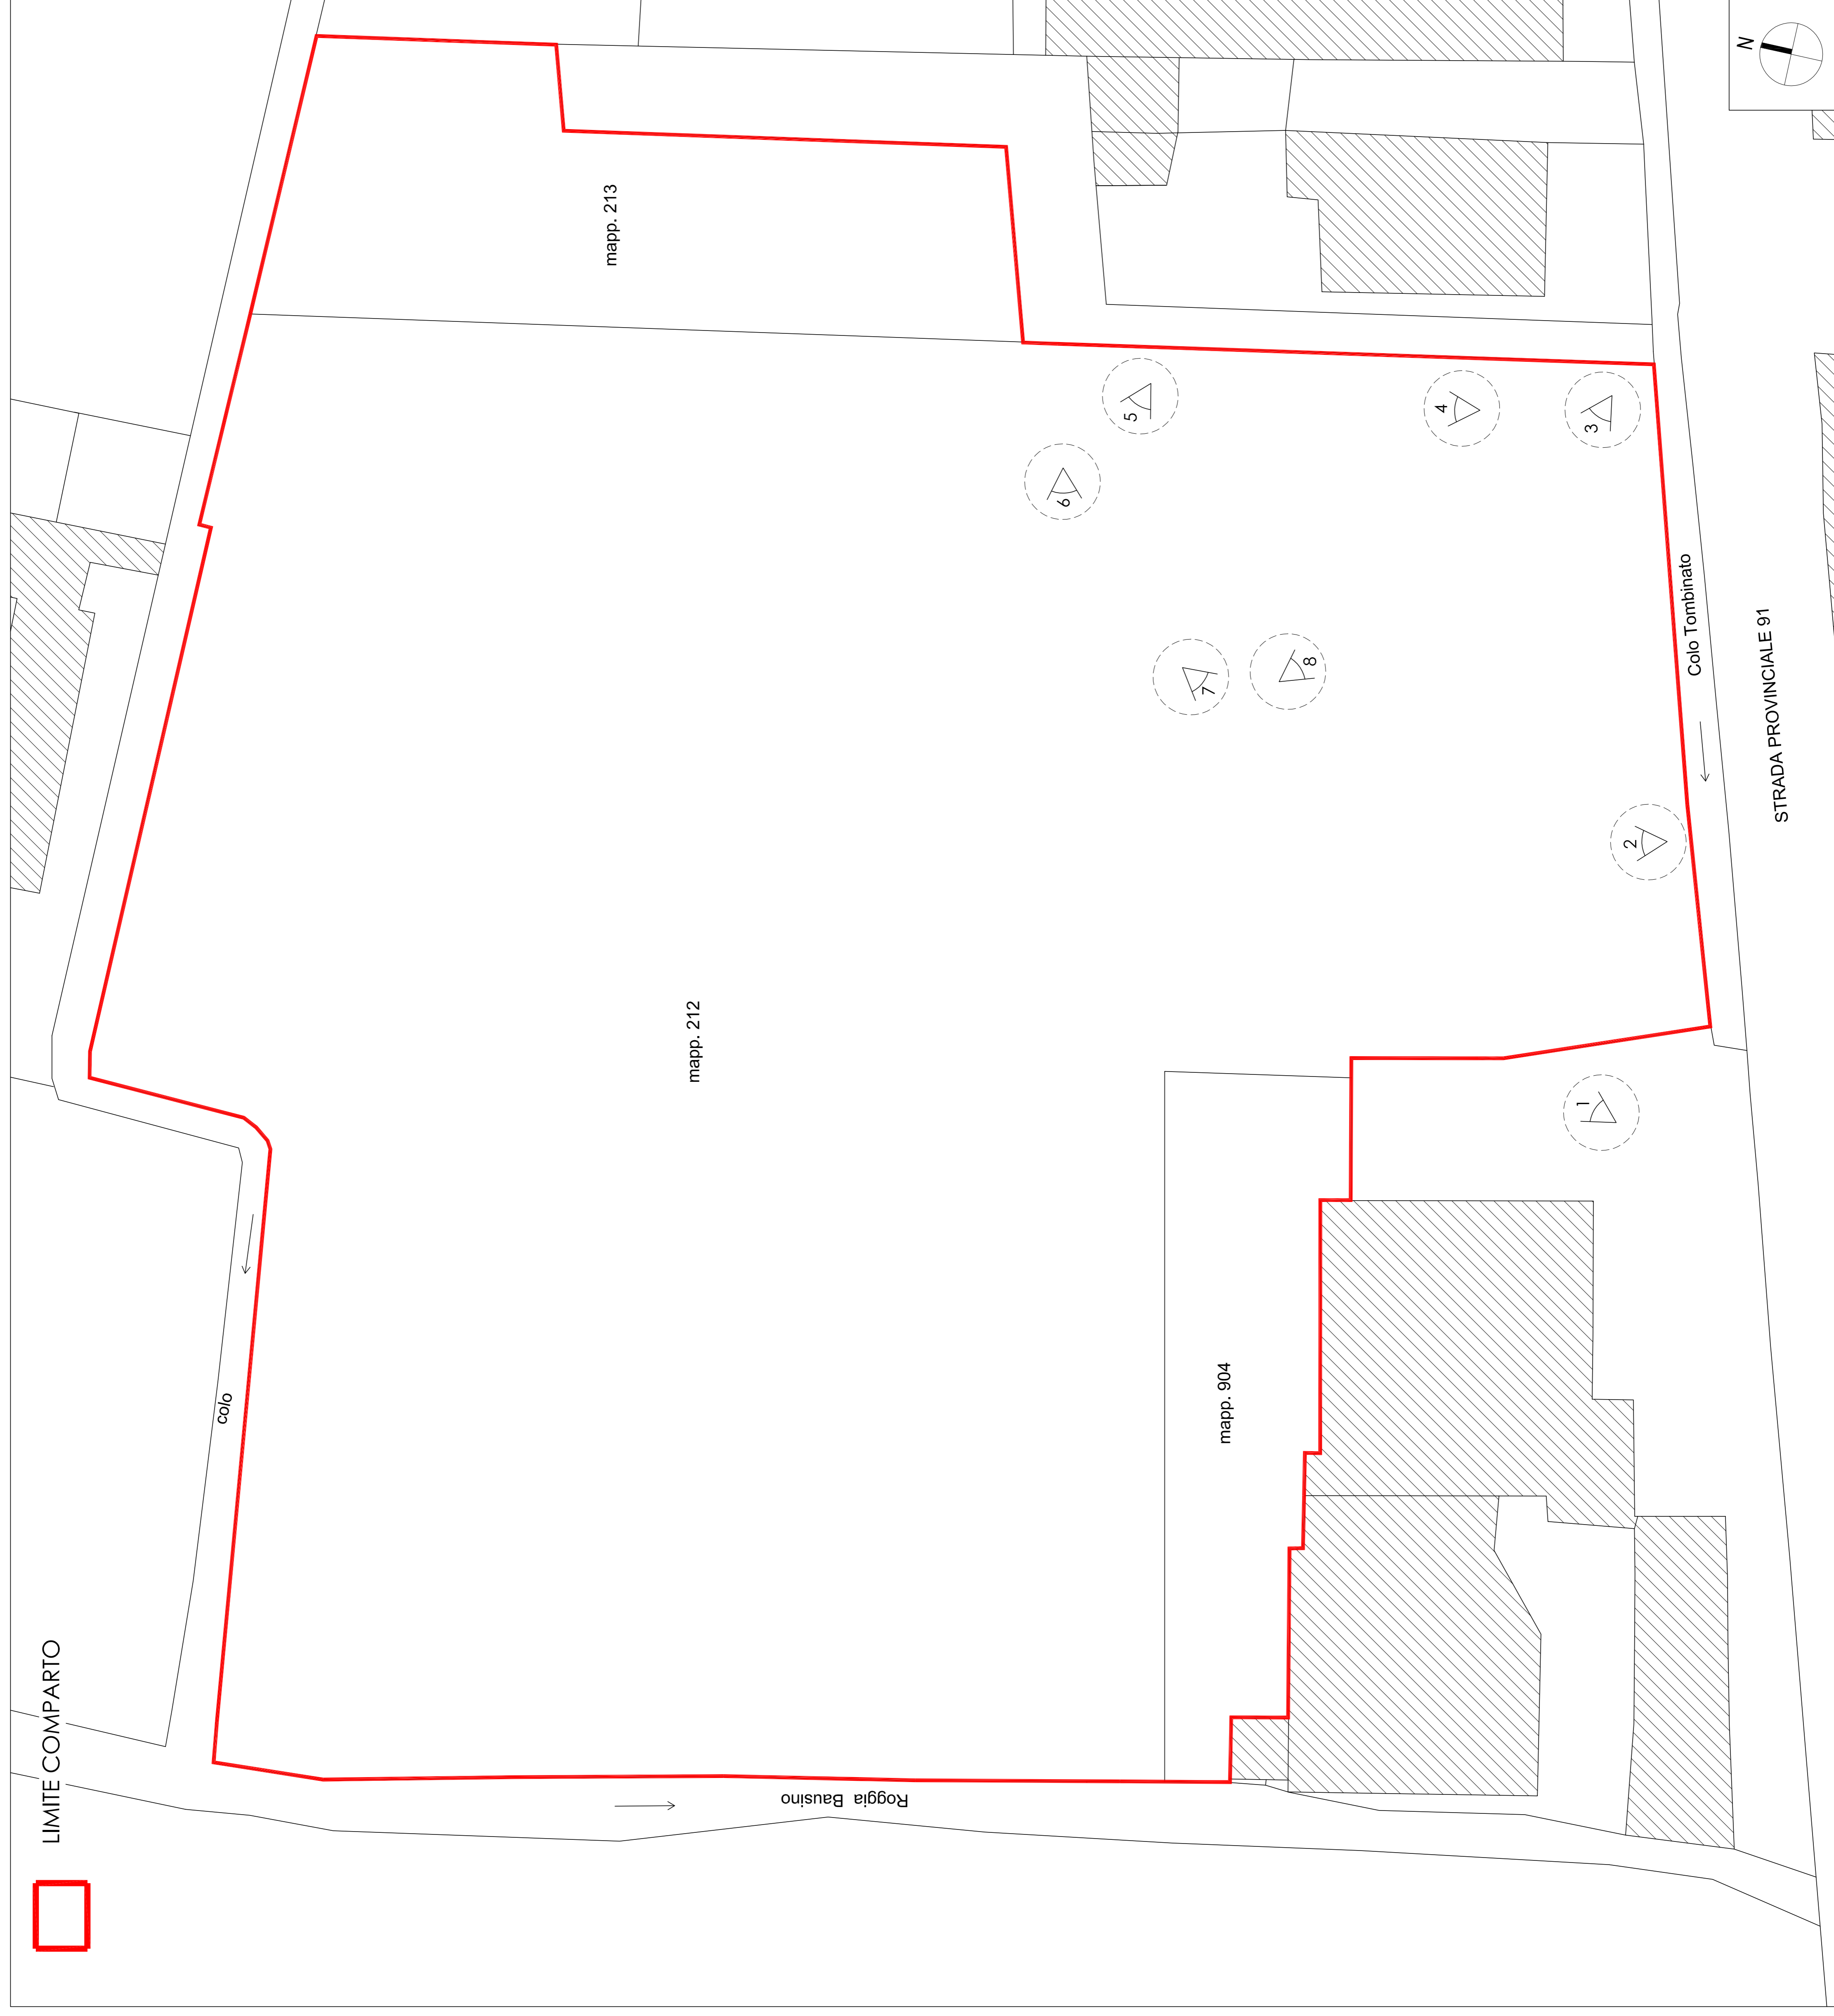 LIMITE COMPARTO
N
mapp. 213
mapp. 212
mapp. 904
colo
Roggia Bausino
Colo Tombinato
STRADA PROVINCIALE 91
1
2
3
4
5
6
7
8